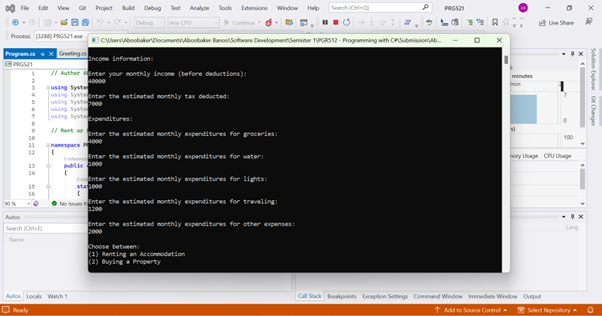 File Edit View Git Project Build Debug Test Analyze Tools Extensions Window Help Search (Ctrl+Q) PRG521
Debug Any CPU Continue Live Share
Process: [3288] PRG521.exe
C:\Users\Aboobaker\Documents\Aboobaker Banoo\Software Development\Semister 1\PGR512 - Programming with C#\Submission\Ab...
Program.cs Greeting.cs
PRG521
1 // Author A
2
3 using System
4 using System
5 using System
6 using System
7 using System
8
9 // Rent or
10
11 namespace P
12 {
13 public
14 {
15 sta
16 {
90 % No issues
Income information:
Enter your monthly income (before deductions):
40000
Enter the estimated monthly tax deducted:
7000
Expenditures:
Enter the estimated monthly expenditures for groceries:
4000
Enter the estimated monthly expenditures for water:
1000
Enter the estimated monthly expenditures for lights:
1000
Enter the estimated monthly expenditures for traveling:
1200
Enter the estimated monthly expenditures for other expenses:
2000
Choose between:
(1) Renting an Accommodation
(2) Buying a Property
minutes
7
0
100
Memory Usage CPU Usage
Solution Explorer
Git Changes
Autos
Search (Ctrl+E)
Name
Lang
Autos Locals Watch 1
Call Stack Breakpoints Exception Settings Command Window Immediate Window Output
Ready Add to Source Control Select Repository